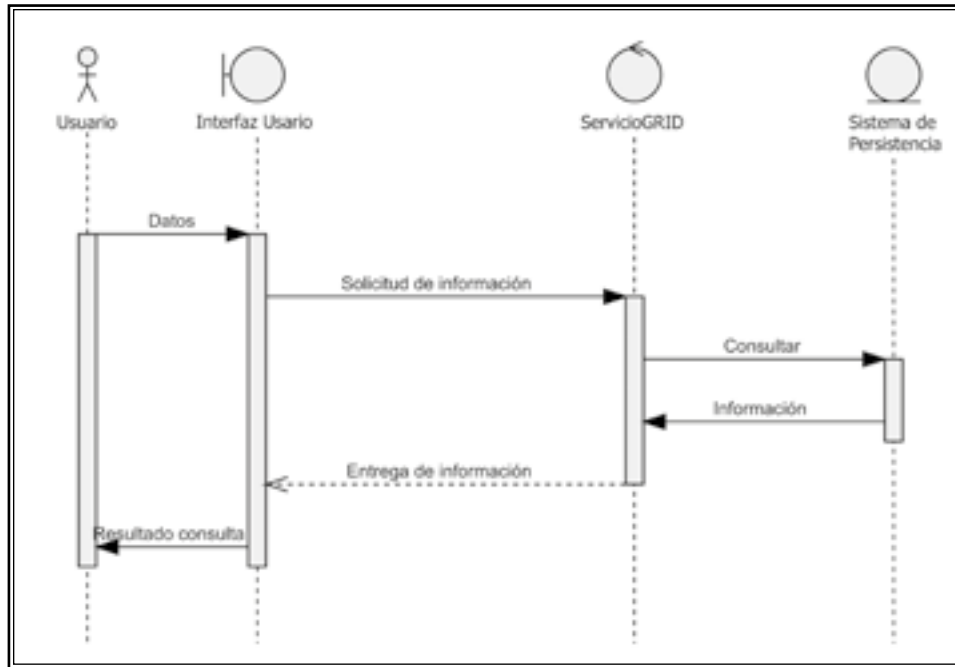 Usuario
Interfaz Usario
ServicioGRID
Sistema de
Persistencia
Datos
Solicitud de información
Consultar
Información
Entrega de información
Resultado consulta